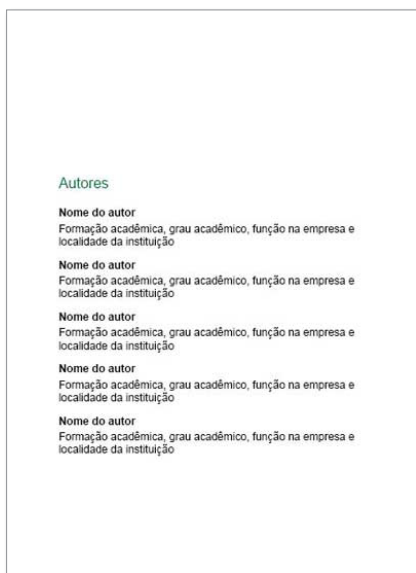 Autores
Nome do autor
Formação acadêmica, grau acadêmico, função na empresa e
localidade da instituição
Nome do autor
Formação acadêmica, grau acadêmico, função na empresa e
localidade da instituição
Nome do autor
Formação acadêmica, grau acadêmico, função na empresa e
localidade da instituição
Nome do autor
Formação acadêmica, grau acadêmico, função na empresa e
localidade da instituição
Nome do autor
Formação acadêmica, grau acadêmico, função na empresa e
localidade da instituição